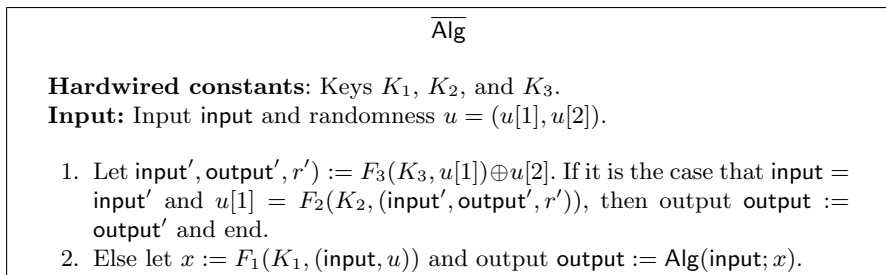 Alg
Hardwired constants: Keys K₁, K₂, and K₃.
Input: Input input and randomness u = (u[1], u[2]).
1. Let input′, output′, r′) := F₃(K₃, u[1])⊕u[2]. If it is the case that input =
input′ and u[1] = F₂(K₂, (input′, output′, r′)), then output output :=
output′ and end.
2. Else let x := F₁(K₁, (input, u)) and output output := Alg(input; x).